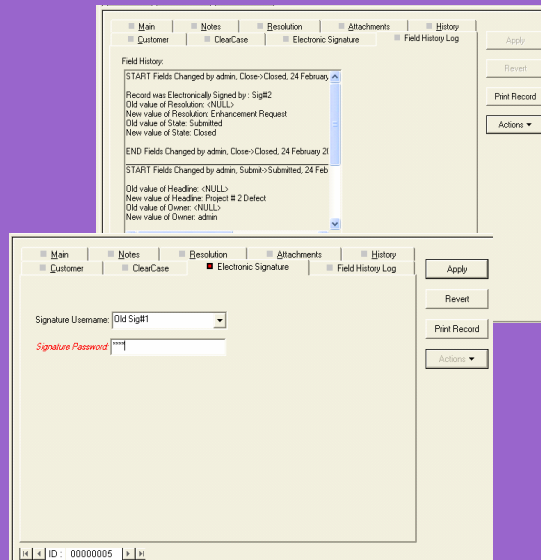 Main Notes Resolution Attachments History
Customer ClearCase Electronic Signature Field History Log
Apply
Revert
Print Record
Actions
Field History:
START Fields Changed by admin, Close->Closed, 24 February
Record was Electronically Signed by : Sig#2
Old value of Resolution: <NULL>
New value of Resolution: Enhancement Request
Old value of State: Submitted
New value of State: Closed
END Fields Changed by admin, Close->Closed, 24 February 20
START Fields Changed by admin, Submit->Submitted, 24 Feb
Old value of Headline: <NULL>
New value of Headline: Project # 2 Defect
Old value of Owner: <NULL>
New value of Owner: admin
Main Notes Resolution Attachments History
Customer ClearCase Electronic Signature Field History Log
Apply
Revert
Print Record
Actions
Signature Username: Old Sig#1
Signature Password: ****
ID : 00000005